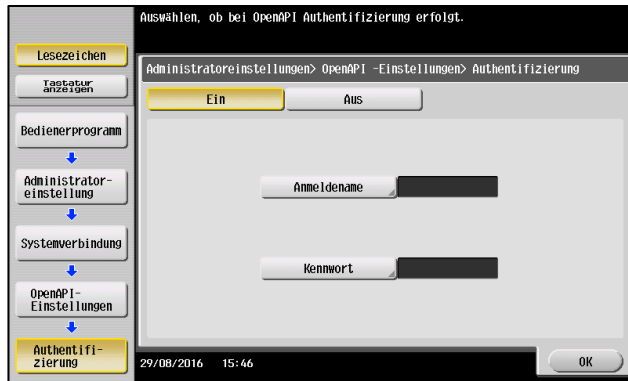 Auswählen, ob bei OpenAPI Authentifizierung erfolgt.
Lesezeichen
Tastatur
anzeigen
Bedienerprogramm
Administrator-
einstellung
Systemverbindung
OpenAPI-
Einstellungen
Authentifi-
zierung
Administratoreinstellungen> OpenAPI -Einstellungen> Authentifizierung
Ein
Aus
Anmeldename
Kennwort
29/08/2016 15:46
OK